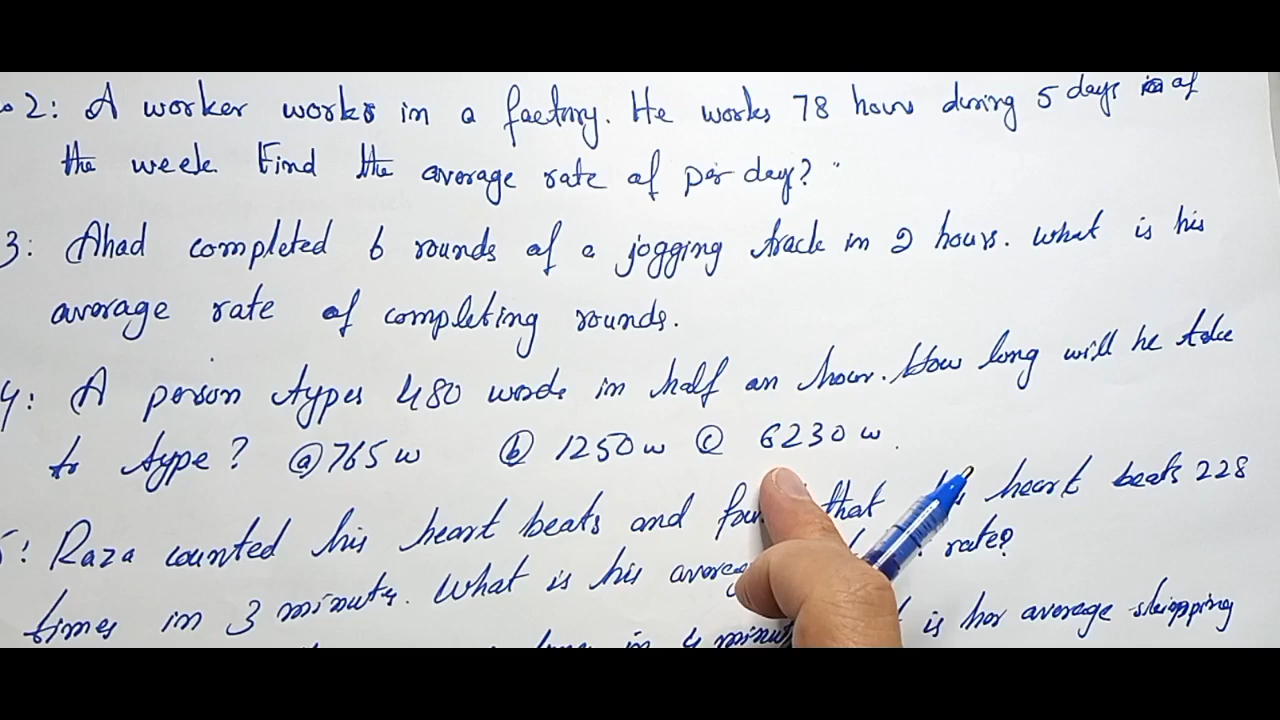 2: A worker works in a factory. He works 78 hours during 5 days of
the week. Find the average rate of per day?
3: Ahad completed 6 rounds of a jogging track in 2 hours. What is his
average rate of completing rounds.
4: A person types 480 words in half an hour. How long will he take
to type? (a) 765 w (b) 1250 w (c) 6230 w.
5: Raza counted his heart beats and that heart beats 228
times in 3 minuts. What is his rate?
in 4 is her average skipping